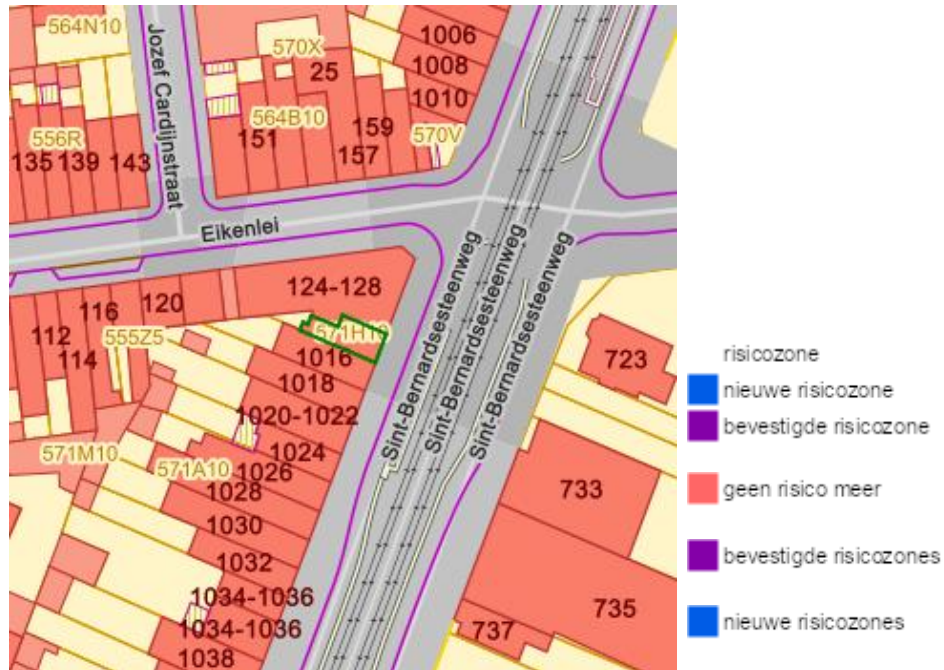 564N10
Jozef Cardijnstraat
570X
25
1006
1008
1010
564B10
556R
135
139
143
151
157
159
570V
Eikenlei
124-128
571H10
120
116
112
114
555Z5
1016
1018
1020-1022
1024
571M10
571A10
1026
1028
1030
1032
1034-1036
1034-1036
1038
Sint-Bernardsesteenweg
Sint-Bernardsesteenweg
Sint-Bernardsesteenweg
723
733
735
737
risicozone
nieuwe risicozone
bevestigde risicozone
geen risico meer
bevestigde risicozones
nieuwe risicozones